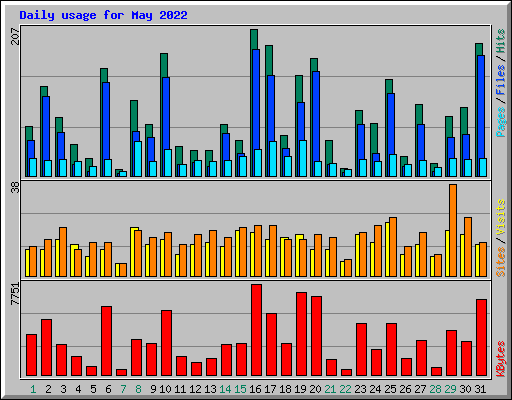 Daily usage for May 2022
207
Pages / Files / Hits
38
Sites / Visits
7751
KBytes
1 2 3 4 5 6 7 8 9 10 11 12 13 14 15 16 17 18 19 20 21 22 23 24 25 26 27 28 29 30 31